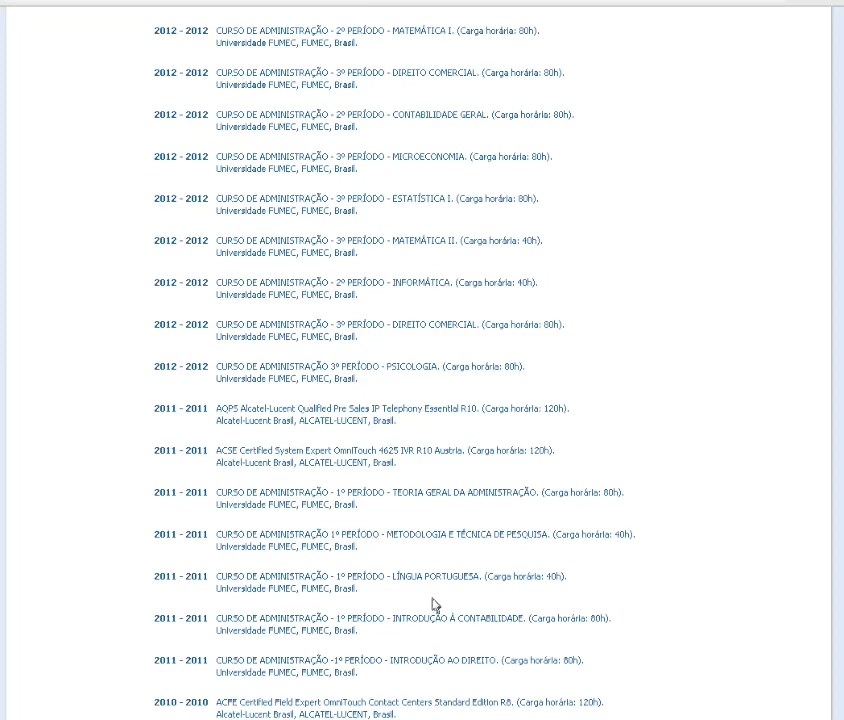 2012 - 2012 CURSO DE ADMINISTRAÇÃO - 2º PERÍODO - MATEMÁTICA I. (Carga horária: 80h).
Universidade FUMEC, FUMEC, Brasil.
2012 - 2012 CURSO DE ADMINISTRAÇÃO - 3º PERÍODO - DIREITO COMERCIAL. (Carga horária: 80h).
Universidade FUMEC, FUMEC, Brasil.
2012 - 2012 CURSO DE ADMINISTRAÇÃO - 2º PERÍODO - CONTABILIDADE GERAL. (Carga horária: 80h).
Universidade FUMEC, FUMEC, Brasil.
2012 - 2012 CURSO DE ADMINISTRAÇÃO - 3º PERÍODO - MICROECONOMIA. (Carga horária: 80h).
Universidade FUMEC, FUMEC, Brasil.
2012 - 2012 CURSO DE ADMINISTRAÇÃO - 3º PERÍODO - ESTATÍSTICA I. (Carga horária: 80h).
Universidade FUMEC, FUMEC, Brasil.
2012 - 2012 CURSO DE ADMINISTRAÇÃO - 3º PERÍODO - MATEMÁTICA II. (Carga horária: 40h).
Universidade FUMEC, FUMEC, Brasil.
2012 - 2012 CURSO DE ADMINISTRAÇÃO - 2º PERÍODO - INFORMÁTICA. (Carga horária: 40h).
Universidade FUMEC, FUMEC, Brasil.
2012 - 2012 CURSO DE ADMINISTRAÇÃO - 3º PERÍODO - DIREITO COMERCIAL. (Carga horária: 80h).
Universidade FUMEC, FUMEC, Brasil.
2012 - 2012 CURSO DE ADMINISTRAÇÃO 3º PERÍODO - PSICOLOGIA. (Carga horária: 80h).
Universidade FUMEC, FUMEC, Brasil.
2011 - 2011 AQPS Alcatel-Lucent Qualified Pre Sales IP Telephony Essential R10. (Carga horária: 120h).
Alcatel-Lucent Brasil, ALCATEL-LUCENT, Brasil.
2011 - 2011 ACSE Certified System Expert OmniTouch 4625 IVR R10 Austria. (Carga horária: 120h).
Alcatel-Lucent Brasil, ALCATEL-LUCENT, Brasil.
2011 - 2011 CURSO DE ADMINISTRAÇÃO - 1º PERÍODO - TEORIA GERAL DA ADMINISTRAÇÃO. (Carga horária: 80h).
Universidade FUMEC, FUMEC, Brasil.
2011 - 2011 CURSO DE ADMINISTRAÇÃO 1º PERÍODO - METODOLOGIA E TÉCNICA DE PESQUISA. (Carga horária: 40h).
Universidade FUMEC, FUMEC, Brasil.
2011 - 2011 CURSO DE ADMINISTRAÇÃO - 1º PERÍODO - LÍNGUA PORTUGUESA. (Carga horária: 40h).
Universidade FUMEC, FUMEC, Brasil.
2011 - 2011 CURSO DE ADMINISTRAÇÃO - 1º PERÍODO - INTRODUÇÃO À CONTABILIDADE. (Carga horária: 80h).
Universidade FUMEC, FUMEC, Brasil.
2011 - 2011 CURSO DE ADMINISTRAÇÃO -1º PERÍODO - INTRODUÇÃO AO DIREITO. (Carga horária: 80h).
Universidade FUMEC, FUMEC, Brasil.
2010 - 2010 ACFE Certified Field Expert OmniTouch Contact Centers Standard Edition R8. (Carga horária: 120h).
Alcatel-Lucent Brasil, ALCATEL-LUCENT, Brasil.